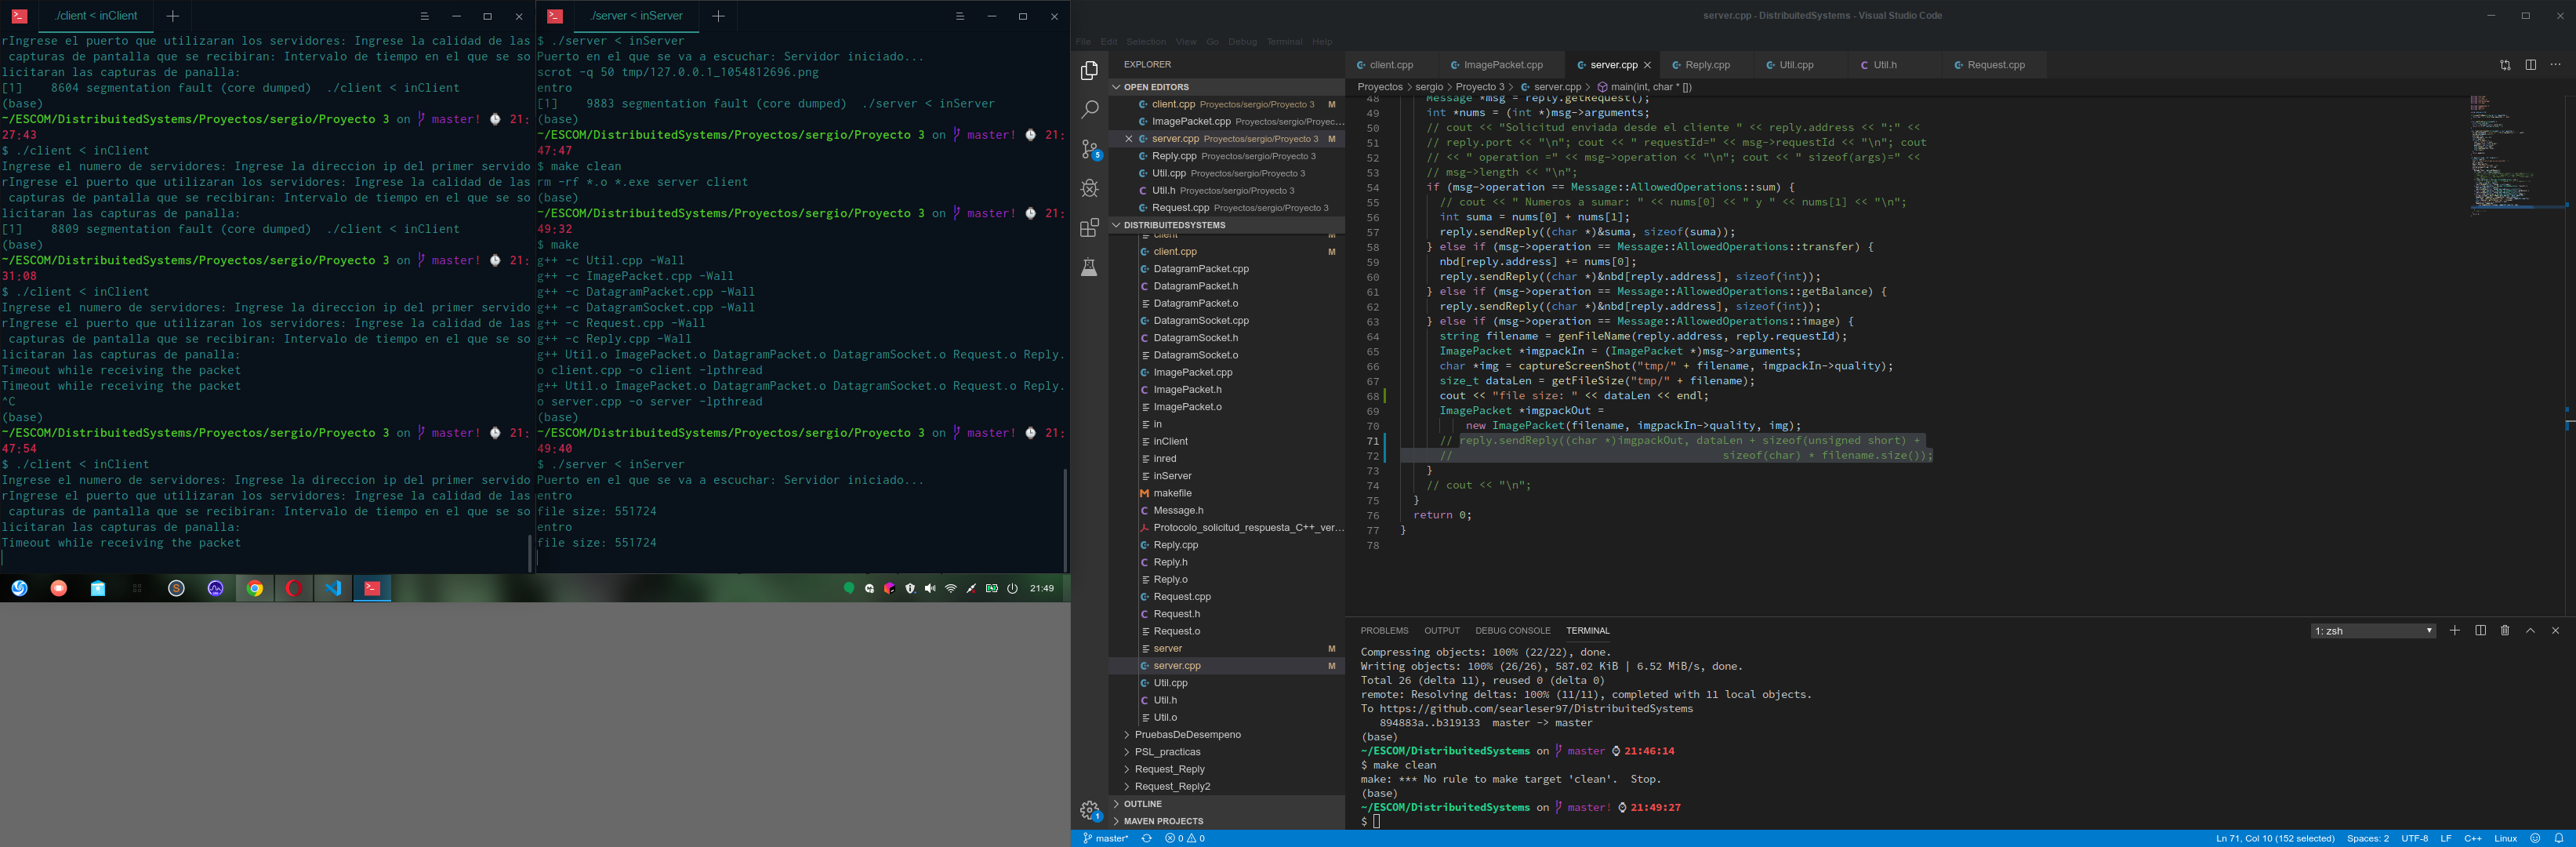 ./client < inClient
rIngrese el puerto que utilizaran los servidores: Ingrese la calidad de las
capturas de pantalla que se recibiran: Intervalo de tiempo en el que se so
licitaran las capturas de panalla:
[1]    8604 segmentation fault (core dumped)  ./client < inClient
(base)
~/ESCOM/DistribuitedSystems/Proyectos/sergio/Proyecto 3 on master! 21:
27:43
$ ./client < inClient
Ingrese el numero de servidores: Ingrese la direccion ip del primer servido
rIngrese el puerto que utilizaran los servidores: Ingrese la calidad de las
capturas de pantalla que se recibiran: Intervalo de tiempo en el que se so
licitaran las capturas de panalla:
[1]    8809 segmentation fault (core dumped)  ./client < inClient
(base)
~/ESCOM/DistribuitedSystems/Proyectos/sergio/Proyecto 3 on master! 21:
31:08
$ ./client < inClient
Ingrese el numero de servidores: Ingrese la direccion ip del primer servido
rIngrese el puerto que utilizaran los servidores: Ingrese la calidad de las
capturas de pantalla que se recibiran: Intervalo de tiempo en el que se so
licitaran las capturas de panalla:
Timeout while receiving the packet
Timeout while receiving the packet
^C
(base)
~/ESCOM/DistribuitedSystems/Proyectos/sergio/Proyecto 3 on master! 21:
47:54
$ ./client < inClient
Ingrese el numero de servidores: Ingrese la direccion ip del primer servido
rIngrese el puerto que utilizaran los servidores: Ingrese la calidad de las
capturas de pantalla que se recibiran: Intervalo de tiempo en el que se so
licitaran las capturas de panalla:
Timeout while receiving the packet
./server < inServer
$ ./server < inServer
Puerto en el que se va a escuchar: Servidor iniciado...
scrot -q 50 tmp/127.0.0.1_1054812696.png
entro
[1]    9883 segmentation fault (core dumped)  ./server < inServer
(base)
~/ESCOM/DistribuitedSystems/Proyectos/sergio/Proyecto 3 on master! 21:
47:47
$ make clean
rm -rf *.o *.exe server client
(base)
~/ESCOM/DistribuitedSystems/Proyectos/sergio/Proyecto 3 on master! 21:
49:32
$ make
g++ -c Util.cpp -Wall
g++ -c ImagePacket.cpp -Wall
g++ -c DatagramPacket.cpp -Wall
g++ -c DatagramSocket.cpp -Wall
g++ -c Request.cpp -Wall
g++ -c Reply.cpp -Wall
g++ Util.o ImagePacket.o DatagramPacket.o DatagramSocket.o Request.o Reply.
o client.cpp -o client -lpthread
g++ Util.o ImagePacket.o DatagramPacket.o DatagramSocket.o Request.o Reply.
o server.cpp -o server -lpthread
(base)
~/ESCOM/DistribuitedSystems/Proyectos/sergio/Proyecto 3 on master! 21:
49:40
$ ./server < inServer
Puerto en el que se va a escuchar: Servidor iniciado...
entro
file size: 551724
entro
file size: 551724
21:49
server.cpp - DistribuitedSystems - Visual Studio Code
File Edit Selection View Go Debug Terminal Help
EXPLORER
OPEN EDITORS
client.cpp Proyectos/sergio/Proyecto 3 M
ImagePacket.cpp Proyectos/sergio/Proyec...
server.cpp Proyectos/sergio/Proyecto 3 M
Reply.cpp Proyectos/sergio/Proyecto 3
Util.cpp Proyectos/sergio/Proyecto 3
Util.h Proyectos/sergio/Proyecto 3
Request.cpp Proyectos/sergio/Proyecto 3
DISTRIBUITEDSYSTEMS
client M
client.cpp M
DatagramPacket.cpp
DatagramPacket.h
DatagramPacket.o
DatagramSocket.cpp
DatagramSocket.h
DatagramSocket.o
ImagePacket.cpp
ImagePacket.h
ImagePacket.o
in
inClient
inred
inServer
makefile
Message.h
Protocolo_solicitud_respuesta_C++_ver...
Reply.cpp
Reply.h
Reply.o
Request.cpp
Request.h
Request.o
server M
server.cpp M
Util.cpp
Util.h
Util.o
PruebasDeDesempeno
PSL_practicas
Request_Reply
Request_Reply2
OUTLINE
MAVEN PROJECTS
5
1
client.cpp ImagePacket.cpp server.cpp Reply.cpp Util.cpp Util.h Request.cpp
Proyectos > sergio > Proyecto 3 > server.cpp > main(int, char * [])
48 Message *msg = reply.getRequest();
49 int *nums = (int *)msg->arguments;
50 // cout << "Solicitud enviada desde el cliente " << reply.address << ":" <<
51 // reply.port << "\n"; cout << " requestId=" << msg->requestId << "\n"; cout
52 // << " operation =" << msg->operation << "\n"; cout << " sizeof(args)=" <<
53 // msg->length << "\n";
54 if (msg->operation == Message::AllowedOperations::sum) {
55 // cout << " Numeros a sumar: " << nums[0] << " y " << nums[1] << "\n";
56 int suma = nums[0] + nums[1];
57 reply.sendReply((char *)&suma, sizeof(suma));
58 } else if (msg->operation == Message::AllowedOperations::transfer) {
59 nbd[reply.address] += nums[0];
60 reply.sendReply((char *)&nbd[reply.address], sizeof(int));
61 } else if (msg->operation == Message::AllowedOperations::getBalance) {
62 reply.sendReply((char *)&nbd[reply.address], sizeof(int));
63 } else if (msg->operation == Message::AllowedOperations::image) {
64 string filename = genFileName(reply.address, reply.requestId);
65 ImagePacket *imgpackIn = (ImagePacket *)msg->arguments;
66 char *img = captureScreenShot("tmp/" + filename, imgpackIn->quality);
67 size_t dataLen = getFileSize("tmp/" + filename);
68 cout << "file size: " << dataLen << endl;
69 ImagePacket *imgpackOut =
70 new ImagePacket(filename, imgpackIn->quality, img);
71 // reply.sendReply((char *)imgpackOut, dataLen + sizeof(unsigned short) +
72 // sizeof(char) * filename.size());
73 }
74 // cout << "\n";
75 }
76 return 0;
77 }
78
PROBLEMS OUTPUT DEBUG CONSOLE TERMINAL
1: zsh
Compressing objects: 100% (22/22), done.
Writing objects: 100% (26/26), 587.02 KiB | 6.52 MiB/s, done.
Total 26 (delta 11), reused 0 (delta 0)
remote: Resolving deltas: 100% (11/11), completed with 11 local objects.
To https://github.com/searleser97/DistribuitedSystems
894883a..b319133  master -> master
(base)
~/ESCOM/DistribuitedSystems on master 21:46:14
$ make clean
make: *** No rule to make target 'clean'.  Stop.
(base)
~/ESCOM/DistribuitedSystems on master! 21:49:27
$
master* 0 0 Ln 71, Col 10 (152 selected) Spaces: 2 UTF-8 LF C++ Linux